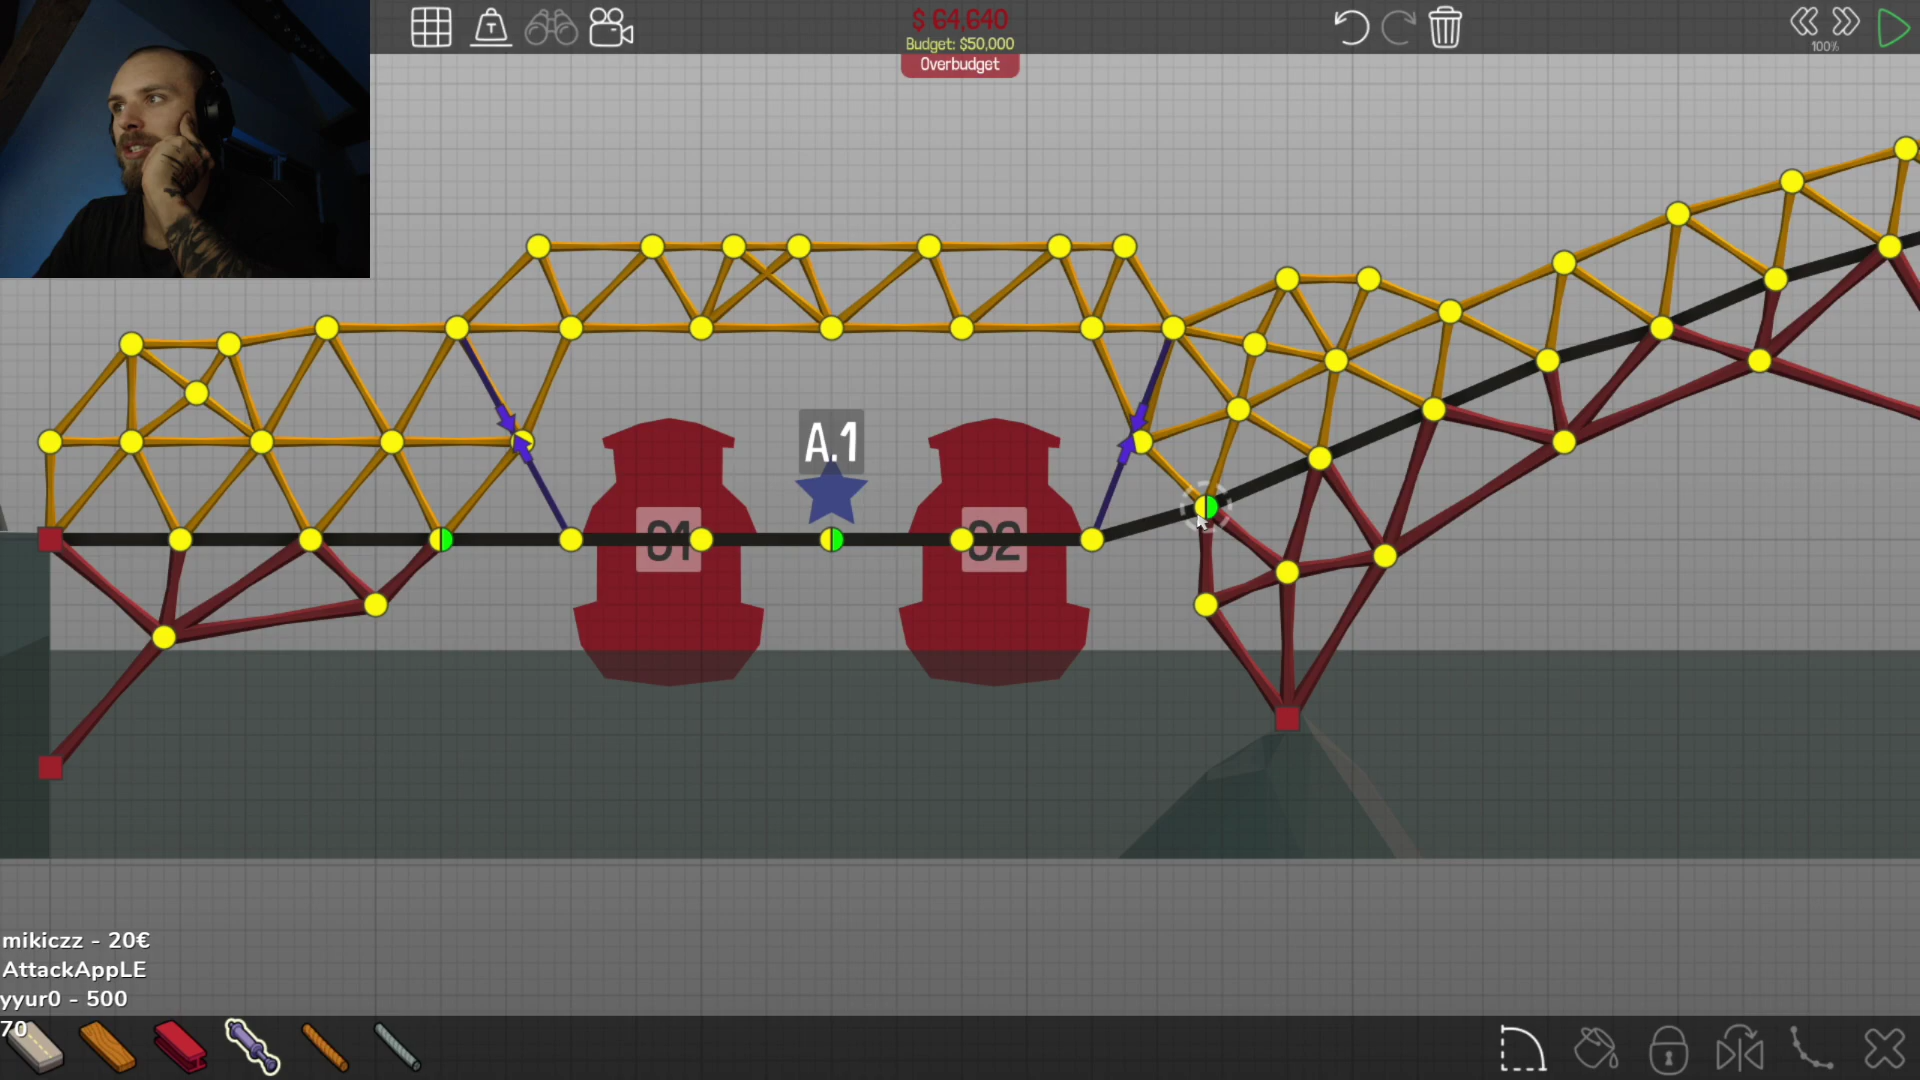 $ 64,640
Budget: $50,000
Overbudget
100%
T
A.1
01
02
mikiczz - 20€
AttackAppLE
yyur0 - 500
70